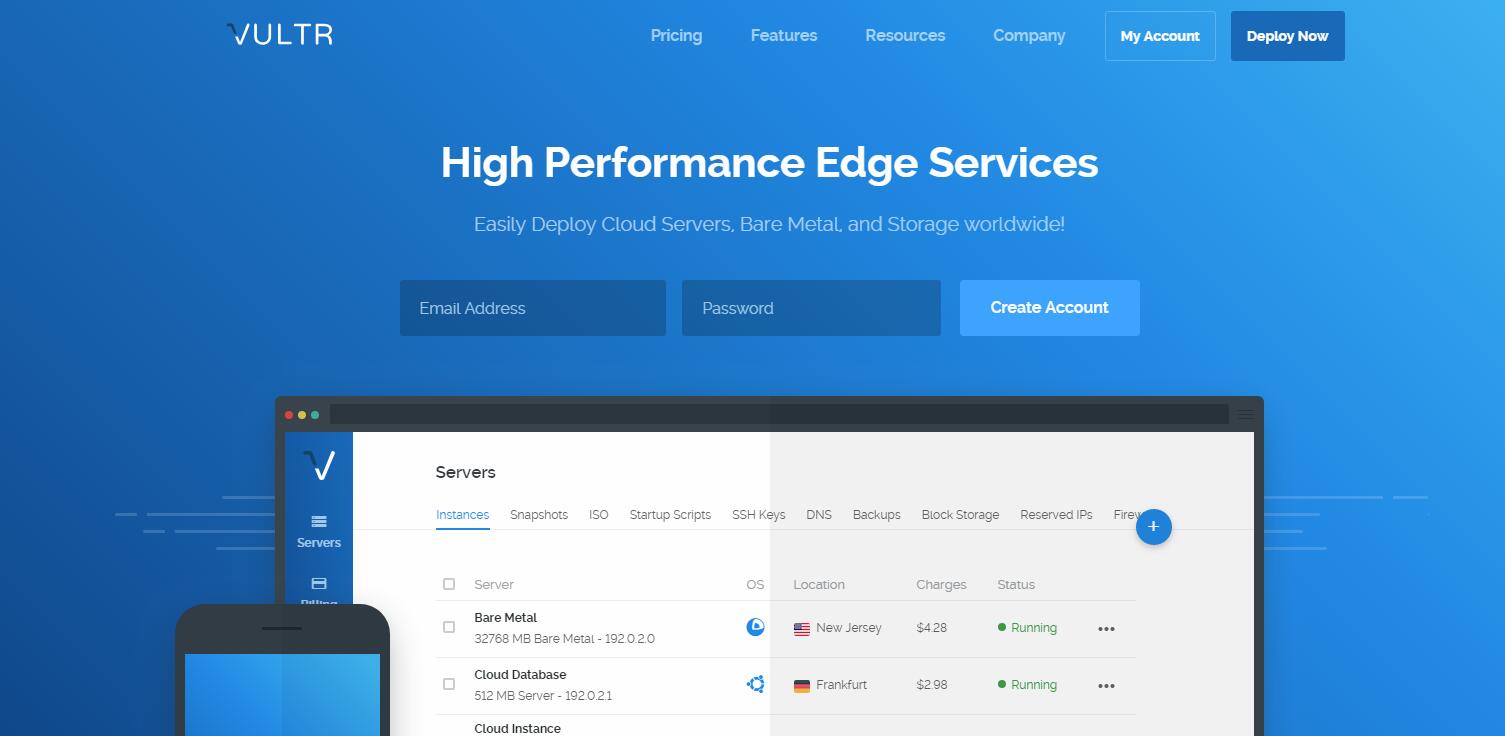 VULTR
Pricing Features Resources Company My Account Deploy Now
High Performance Edge Services
Easily Deploy Cloud Servers, Bare Metal, and Storage worldwide!
Email Address Password Create Account
Servers
Instances Snapshots ISO Startup Scripts SSH Keys DNS Backups Block Storage Reserved IPs
Servers
Server OS Location Charges Status
Billing
Bare Metal
32768 MB Bare Metal - 192.0.2.0 New Jersey $4.28 Running
Cloud Database
512 MB Server - 192.0.2.1 Frankfurt $2.98 Running
Cloud Instance